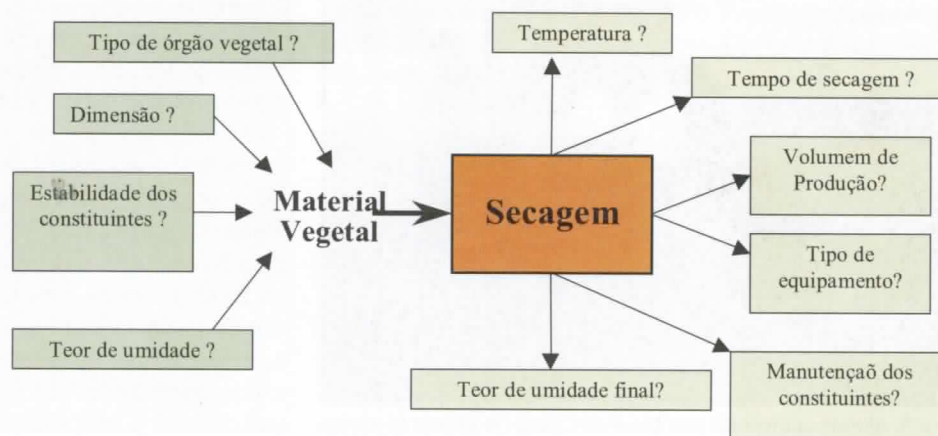 Tipo de órgão vegetal ?
Dimensão ?
Estabilidade dos
constituintes ?
Teor de umidade ?
Material
Vegetal
Secagem
Temperatura ?
Tempo de secagem ?
Volumem de
Produção?
Tipo de
equipamento?
Manutençaõ dos
constituintes?
Teor de umidade final?